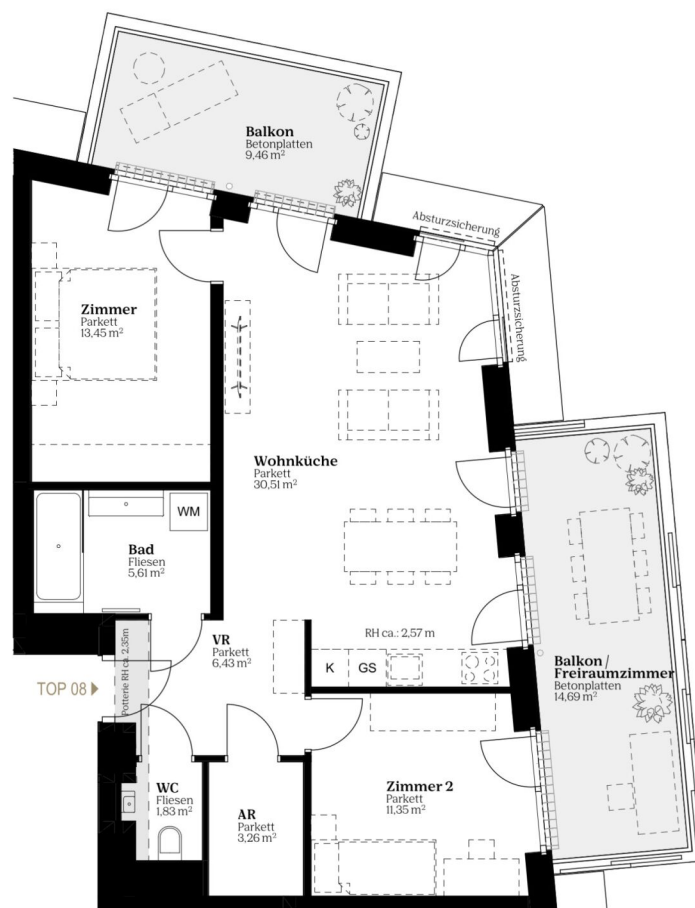 Balkon
Betonplatten
9,46 m²
Absturzsicherung
Absturzsicherung
Zimmer
Parkett
13,45 m²
Wohnküche
Parkett
30,51 m²
WM
Bad
Fliesen
5,61 m²
RH ca.: 2,57 m
VR
Parkett
6,43 m²
K
GS
Potterie RH ca. 2,35m
TOP 08
Balkon/
Freiraumzimmer
Betonplatten
14,69 m²
WC
Fliesen
1,83 m²
AR
Parkett
3,26 m²
Zimmer 2
Parkett
11,35 m²